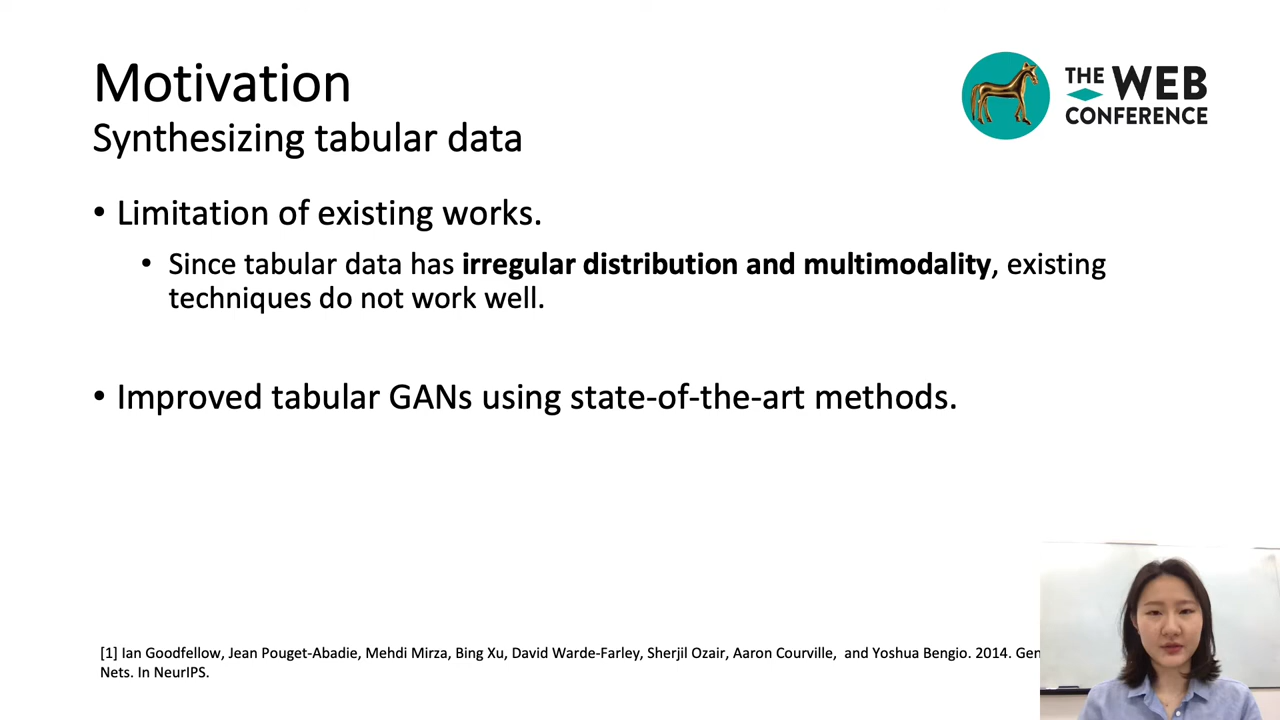 Motivation
Synthesizing tabular data
THE WEB
CONFERENCE
• Limitation of existing works.
• Since tabular data has irregular distribution and multimodality, existing
techniques do not work well.
• Improved tabular GANs using state-of-the-art methods.
[1] Ian Goodfellow, Jean Pouget-Abadie, Mehdi Mirza, Bing Xu, David Warde-Farley, Sherjil Ozair, Aaron Courville, and Yoshua Bengio. 2014. Gen
Nets. In NeurIPS.